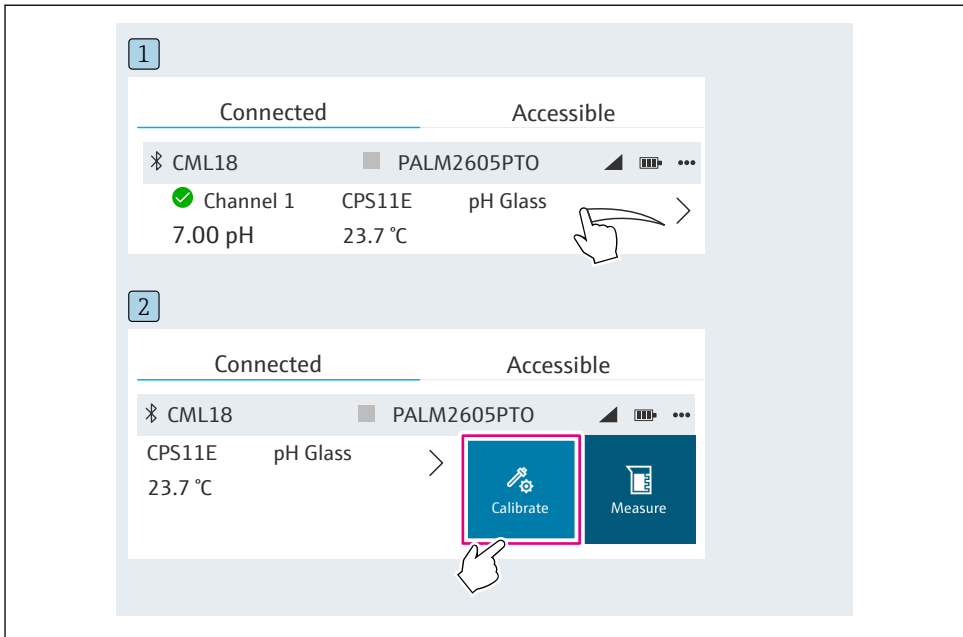 1
Connected Accessible
CML18 PALM2605PTO
Channel 1 CPS11E pH Glass
7.00 pH 23.7 °C
2
Connected Accessible
CML18 PALM2605PTO
CPS11E pH Glass
23.7 °C
Calibrate Measure